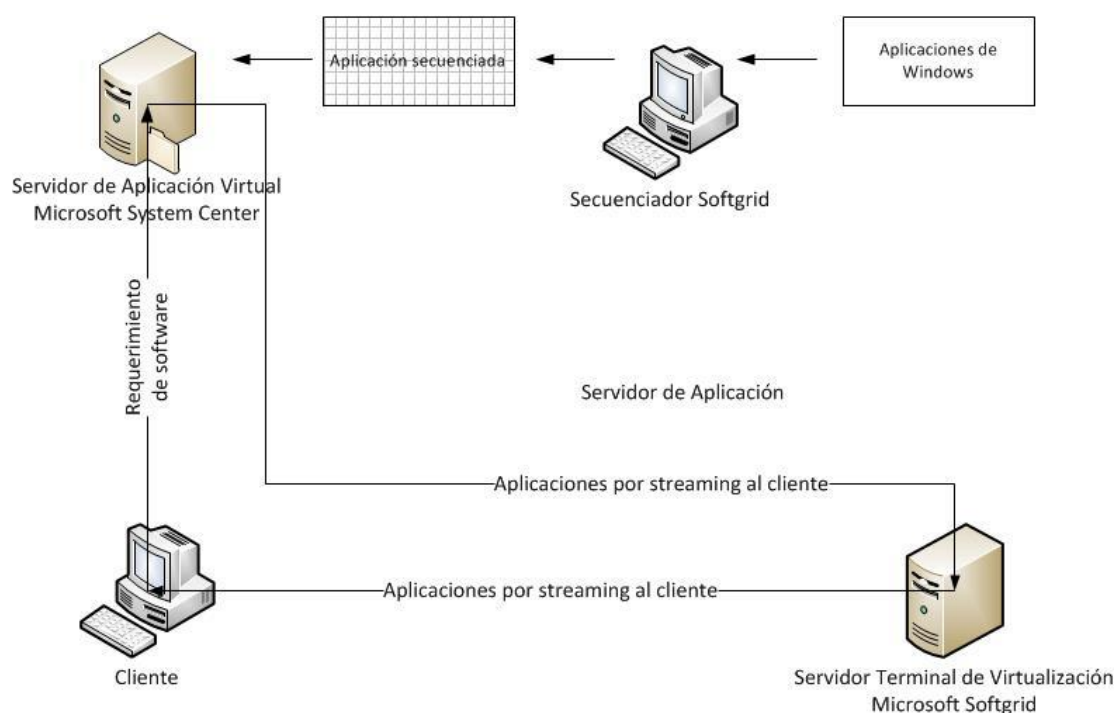 Aplicación secuenciada
Aplicaciones de
Windows
Servidor de Aplicación Virtual
Microsoft System Center
Secuenciador Softgrid
Requerimiento
de software
Servidor de Aplicación
Aplicaciones por streaming al cliente
Aplicaciones por streaming al cliente
Cliente
Servidor Terminal de Virtualización
Microsoft Softgrid